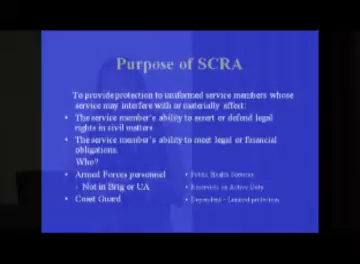 Purpose of SCRA
To provide protection to uniformed service members whose
service may interfere with or materially affect:
• The service member's ability to assert or defend legal
rights in civil matters
• The service member's ability to meet legal or financial
obligations.
Who?
• Armed Forces personnel
- Not in Brig or UA
• Coast Guard
• Public Health Services
• Reservists on Active Duty
• Dependent – Limited protection